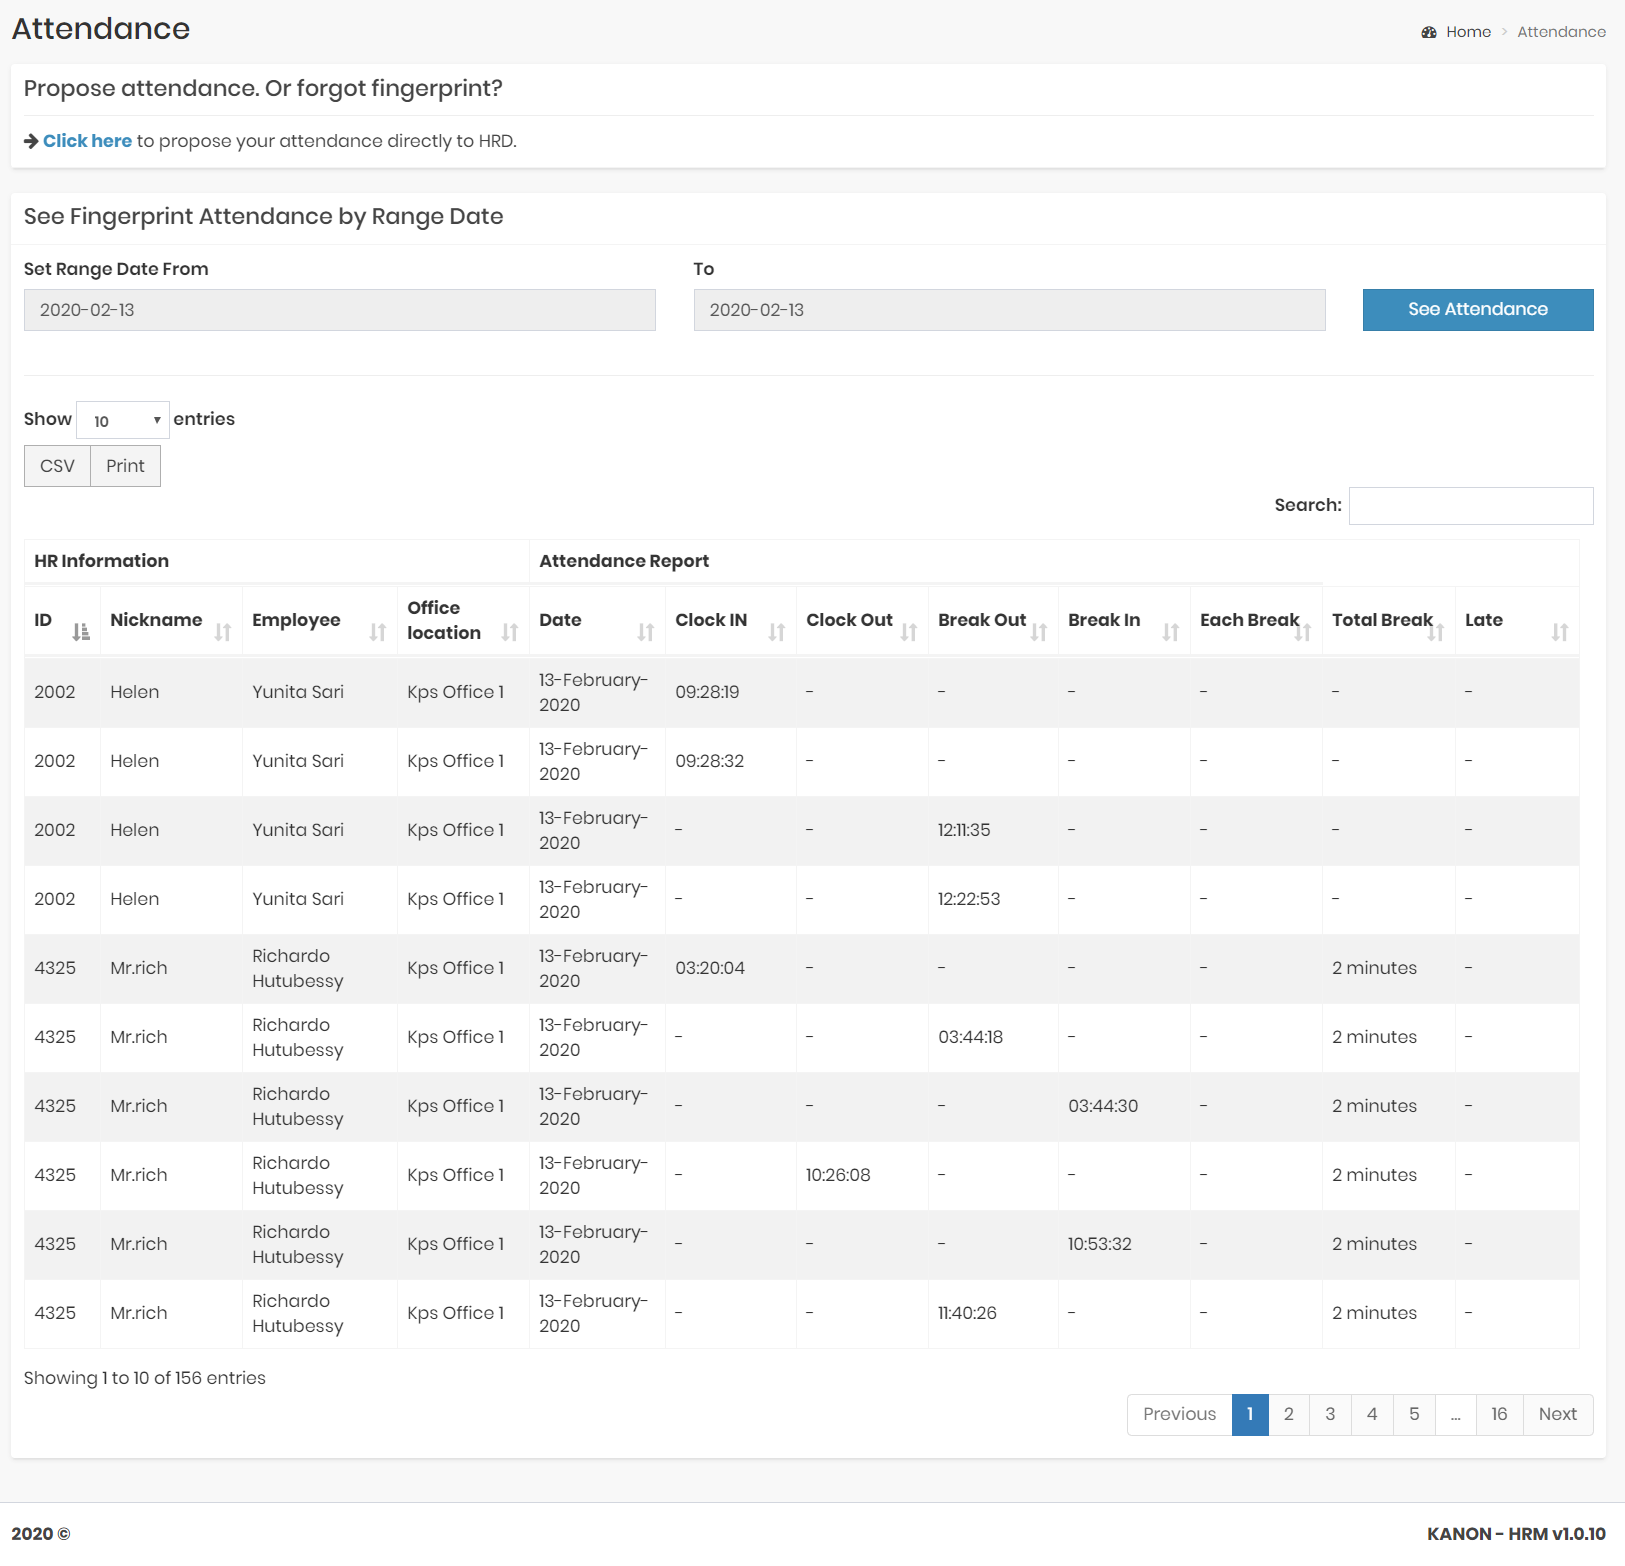 Attendance
Home > Attendance
Propose attendance. Or forgot fingerprint?
Click here to propose your attendance directly to HRD.
See Fingerprint Attendance by Range Date
Set Range Date From To
2020-02-13 2020-02-13 See Attendance
Show 10 entries
CSV Print
Search:
HR Information Attendance Report
ID Nickname Employee Office location Date Clock IN Clock Out Break Out Break In Each Break Total Break Late
2002 Helen Yunita Sari Kps Office 1 13-February-2020 09:28:19 - - - - - -
2002 Helen Yunita Sari Kps Office 1 13-February-2020 09:28:32 - - - - - -
2002 Helen Yunita Sari Kps Office 1 13-February-2020 - - 12:11:35 - - - -
2002 Helen Yunita Sari Kps Office 1 13-February-2020 - - 12:22:53 - - - -
4325 Mr.rich Richardo Hutubessy Kps Office 1 13-February-2020 03:20:04 - - - - 2 minutes -
4325 Mr.rich Richardo Hutubessy Kps Office 1 13-February-2020 - - 03:44:18 - - 2 minutes -
4325 Mr.rich Richardo Hutubessy Kps Office 1 13-February-2020 - - - 03:44:30 - 2 minutes -
4325 Mr.rich Richardo Hutubessy Kps Office 1 13-February-2020 - 10:26:08 - - - 2 minutes -
4325 Mr.rich Richardo Hutubessy Kps Office 1 13-February-2020 - - - 10:53:32 - 2 minutes -
4325 Mr.rich Richardo Hutubessy Kps Office 1 13-February-2020 - - 11:40:26 - - 2 minutes -
Showing 1 to 10 of 156 entries
Previous 1 2 3 4 5 ... 16 Next
2020 © KANON - HRM v1.0.10